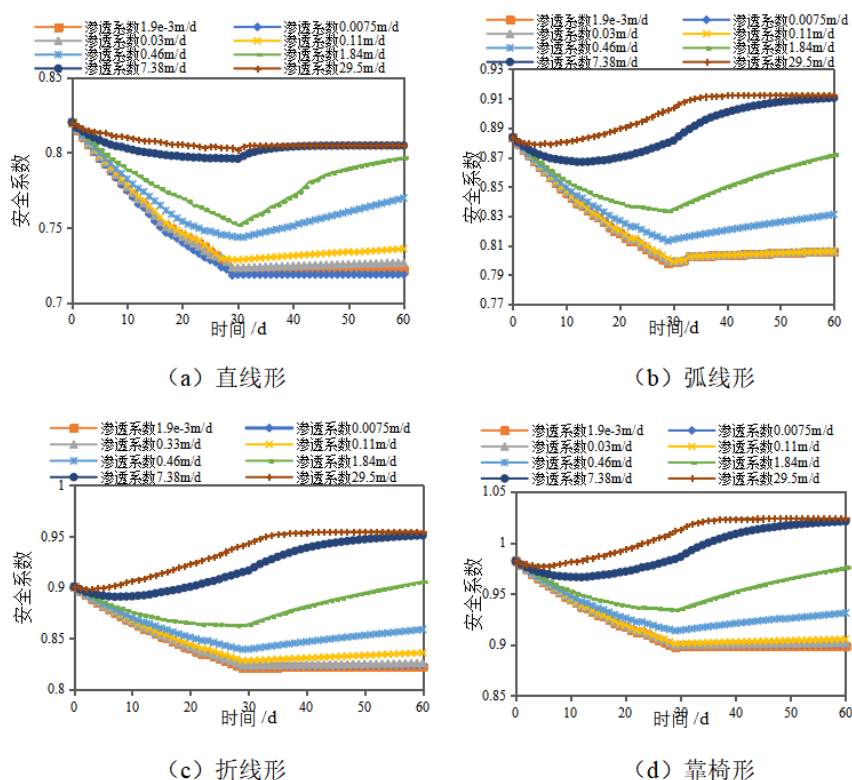 渗透系数1.9e-3m/d 渗透系数0.0075m/d
渗透系数0.03m/d 渗透系数0.11m/d
渗透系数0.46m/d 渗透系数1.84m/d
渗透系数7.38m/d 渗透系数29.5m/d
0.85
0.8
0.75
0.7
安全系数
0 10 20 30 40 50 60
时间 /d
(a) 直线形
渗透系数1.9e-3m/d 渗透系数0.0075m/d
渗透系数0.03m/d 渗透系数0.11m/d
渗透系数0.46m/d 渗透系数1.84m/d
渗透系数7.38m/d 渗透系数29.5m/d
0.93
0.91
0.89
0.87
0.85
0.83
0.81
0.79
0.77
安全系数
0 10 20 30 40 50 60
时间 /d
(b) 弧线形
渗透系数1.9e-3m/d 渗透系数0.0075m/d
渗透系数0.33m/d 渗透系数0.11m/d
渗透系数0.46m/d 渗透系数1.84m/d
渗透系数7.38m/d 渗透系数29.5m/d
1
0.95
0.9
0.85
0.8
安全系数
0 10 20 30 40 50 60
时间 /d
(c) 折线形
渗透系数1.9e-3m/d 渗透系数0.0075m/d
渗透系数0.03m/d 渗透系数0.11m/d
渗透系数0.46m/d 渗透系数1.84m/d
渗透系数7.38m/d 渗透系数29.5m/d
1.05
1
0.95
0.9
0.85
安全系数
0 10 20 30 40 50 60
时间 /d
(d) 靠椅形